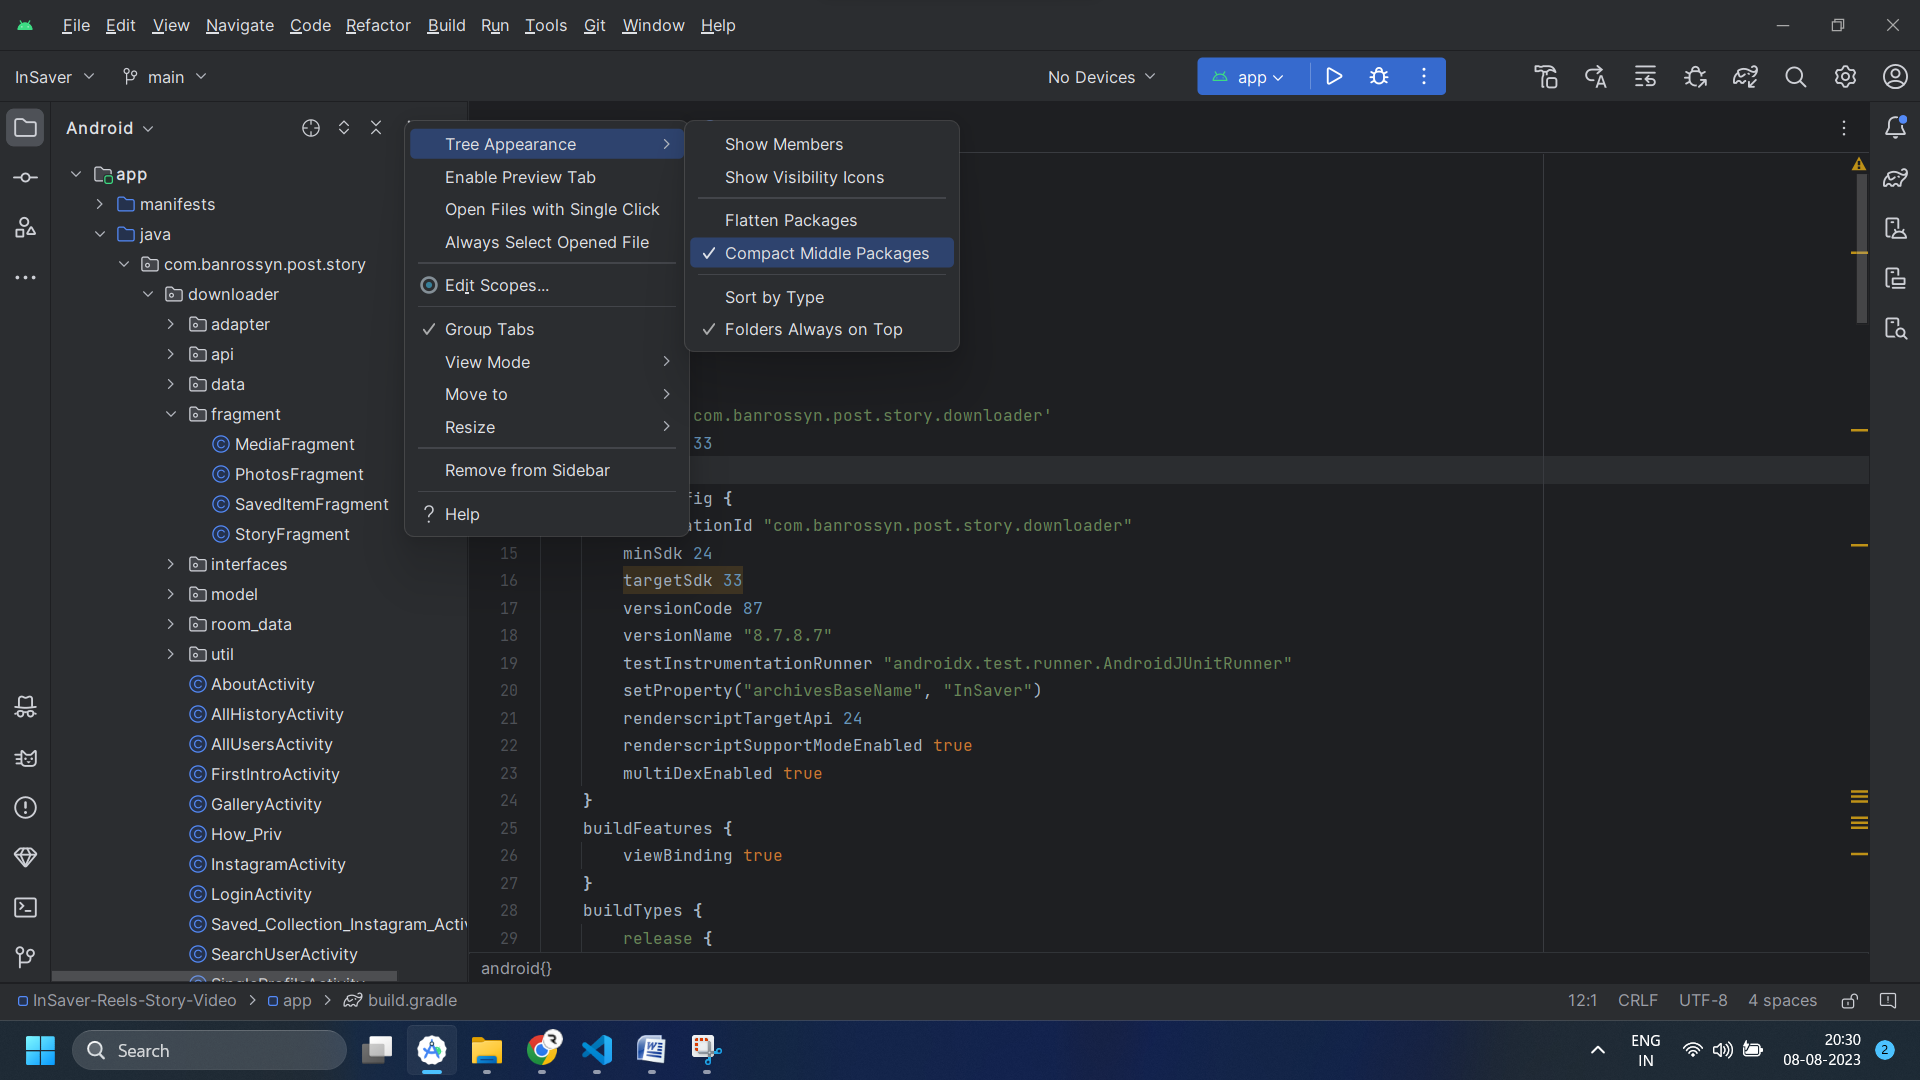 File Edit View Navigate Code Refactor Build Run Tools Git Window Help
InSaver main No Devices app
Android
app
manifests
java
com.banrossyn.post.story
downloader
adapter
api
data
fragment
MediaFragment
PhotosFragment
SavedItemFragment
StoryFragment
interfaces
model
room_data
util
AboutActivity
AllHistoryActivity
AllUsersActivity
FirstIntroActivity
GalleryActivity
How_Priv
InstagramActivity
LoginActivity
Saved_Collection_Instagram_Activ
SearchUserActivity
SingleProfileActivity
Tree Appearance
Enable Preview Tab
Open Files with Single Click
Always Select Opened File
Edit Scopes...
Group Tabs
View Mode
Move to
Resize
Remove from Sidebar
? Help
Show Members
Show Visibility Icons
Flatten Packages
Compact Middle Packages
Sort by Type
Folders Always on Top
com.banrossyn.post.story.downloader'
33
fig {
ationId "com.banrossyn.post.story.downloader"
15 minSdk 24
16 targetSdk 33
17 versionCode 87
18 versionName "8.7.8.7"
19 testInstrumentationRunner "androidx.test.runner.AndroidJUnitRunner"
20 setProperty("archivesBaseName", "InSaver")
21 renderscriptTargetApi 24
22 renderscriptSupportModeEnabled true
23 multiDexEnabled true
24 }
25 buildFeatures {
26 viewBinding true
27 }
28 buildTypes {
29 release {
android{}
InSaver-Reels-Story-Video > app > build.gradle 12:1 CRLF UTF-8 4 spaces
Search
ENG
IN
20:30
08-08-2023
2